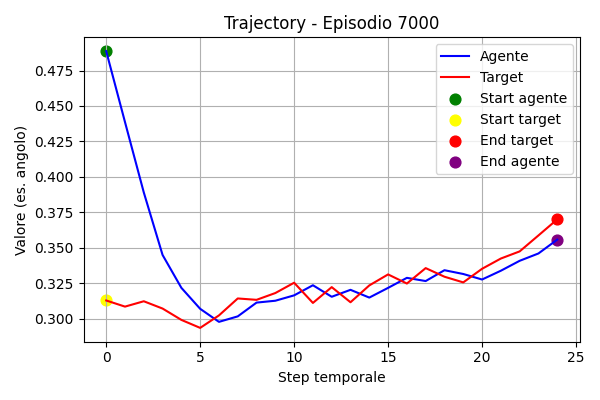 Trajectory - Episodio 7000
Valore (es. angolo)
0.475
0.450
0.425
0.400
0.375
0.350
0.325
0.300
Agente
Target
Start agente
Start target
End target
End agente
0
5
10
15
20
25
Step temporale